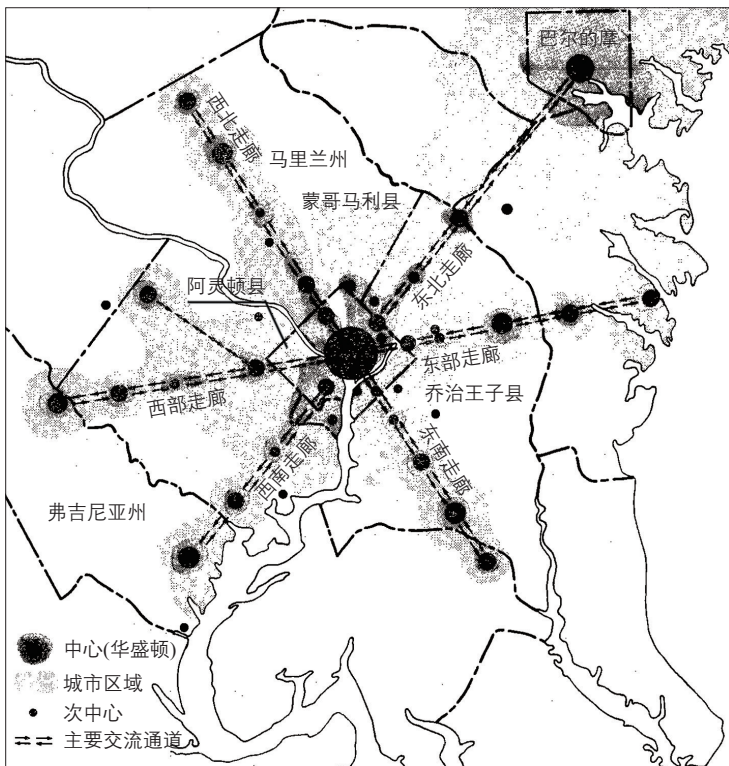 巴尔的摩
西北走廊
马里兰州
蒙哥马利县
阿灵顿县
东北走廊
东部走廊
西部走廊
乔治王子县
西南走廊
东南走廊
弗吉尼亚州
中心(华盛顿)
城市区域
次中心
主要交流通道